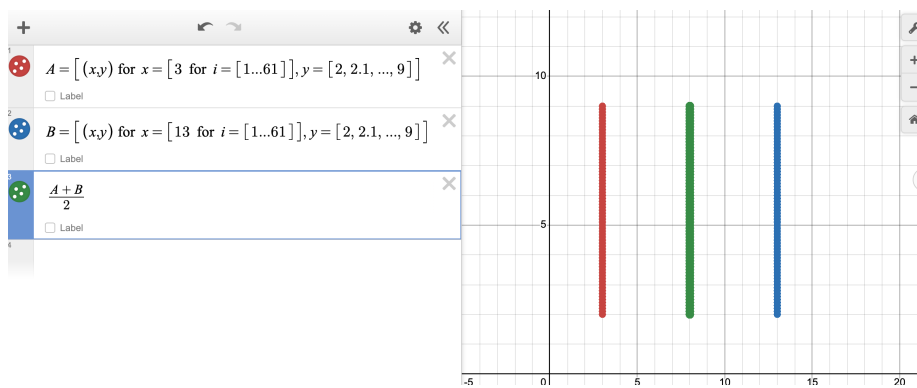 1
A = [(x,y) for x = [3 for i = [1...61]], y = [2, 2.1, ..., 9]]
Label
2
B = [(x,y) for x = [13 for i = [1...61]], y = [2, 2.1, ..., 9]]
Label
3
A + B
2
Label
4
10
5
-5
0
5
10
15
20